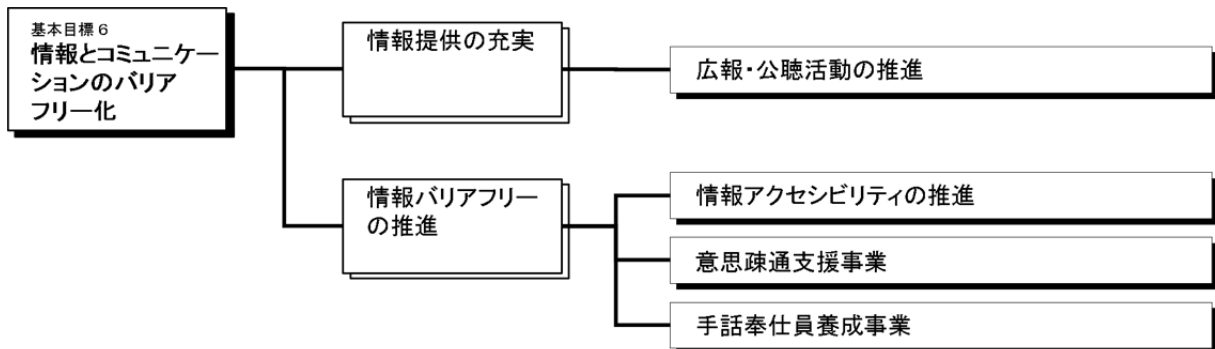 基本目標6
情報とコミュニケー
ションのバリア
フリー化
情報提供の充実
広報・公聴活動の推進
情報バリアフリー
の推進
情報アクセシビリティの推進
意思疎通支援事業
手話奉仕員養成事業